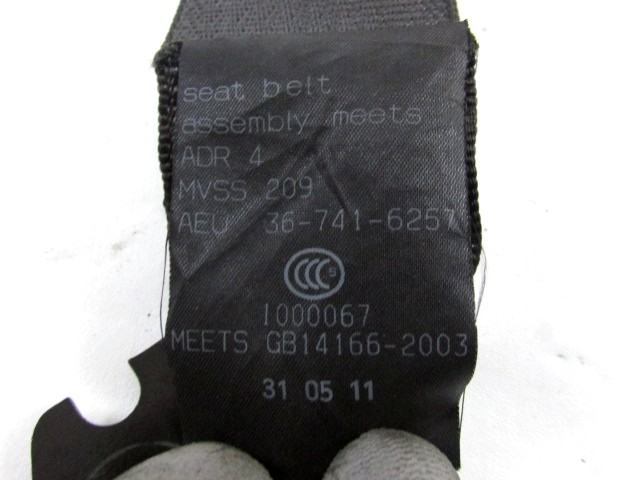 seat belt
assembly meets
ADR 4
MVSS 209
AEU 36-741-6257
CCC S
1000067
MEETS GB14166-2003
31 05 11